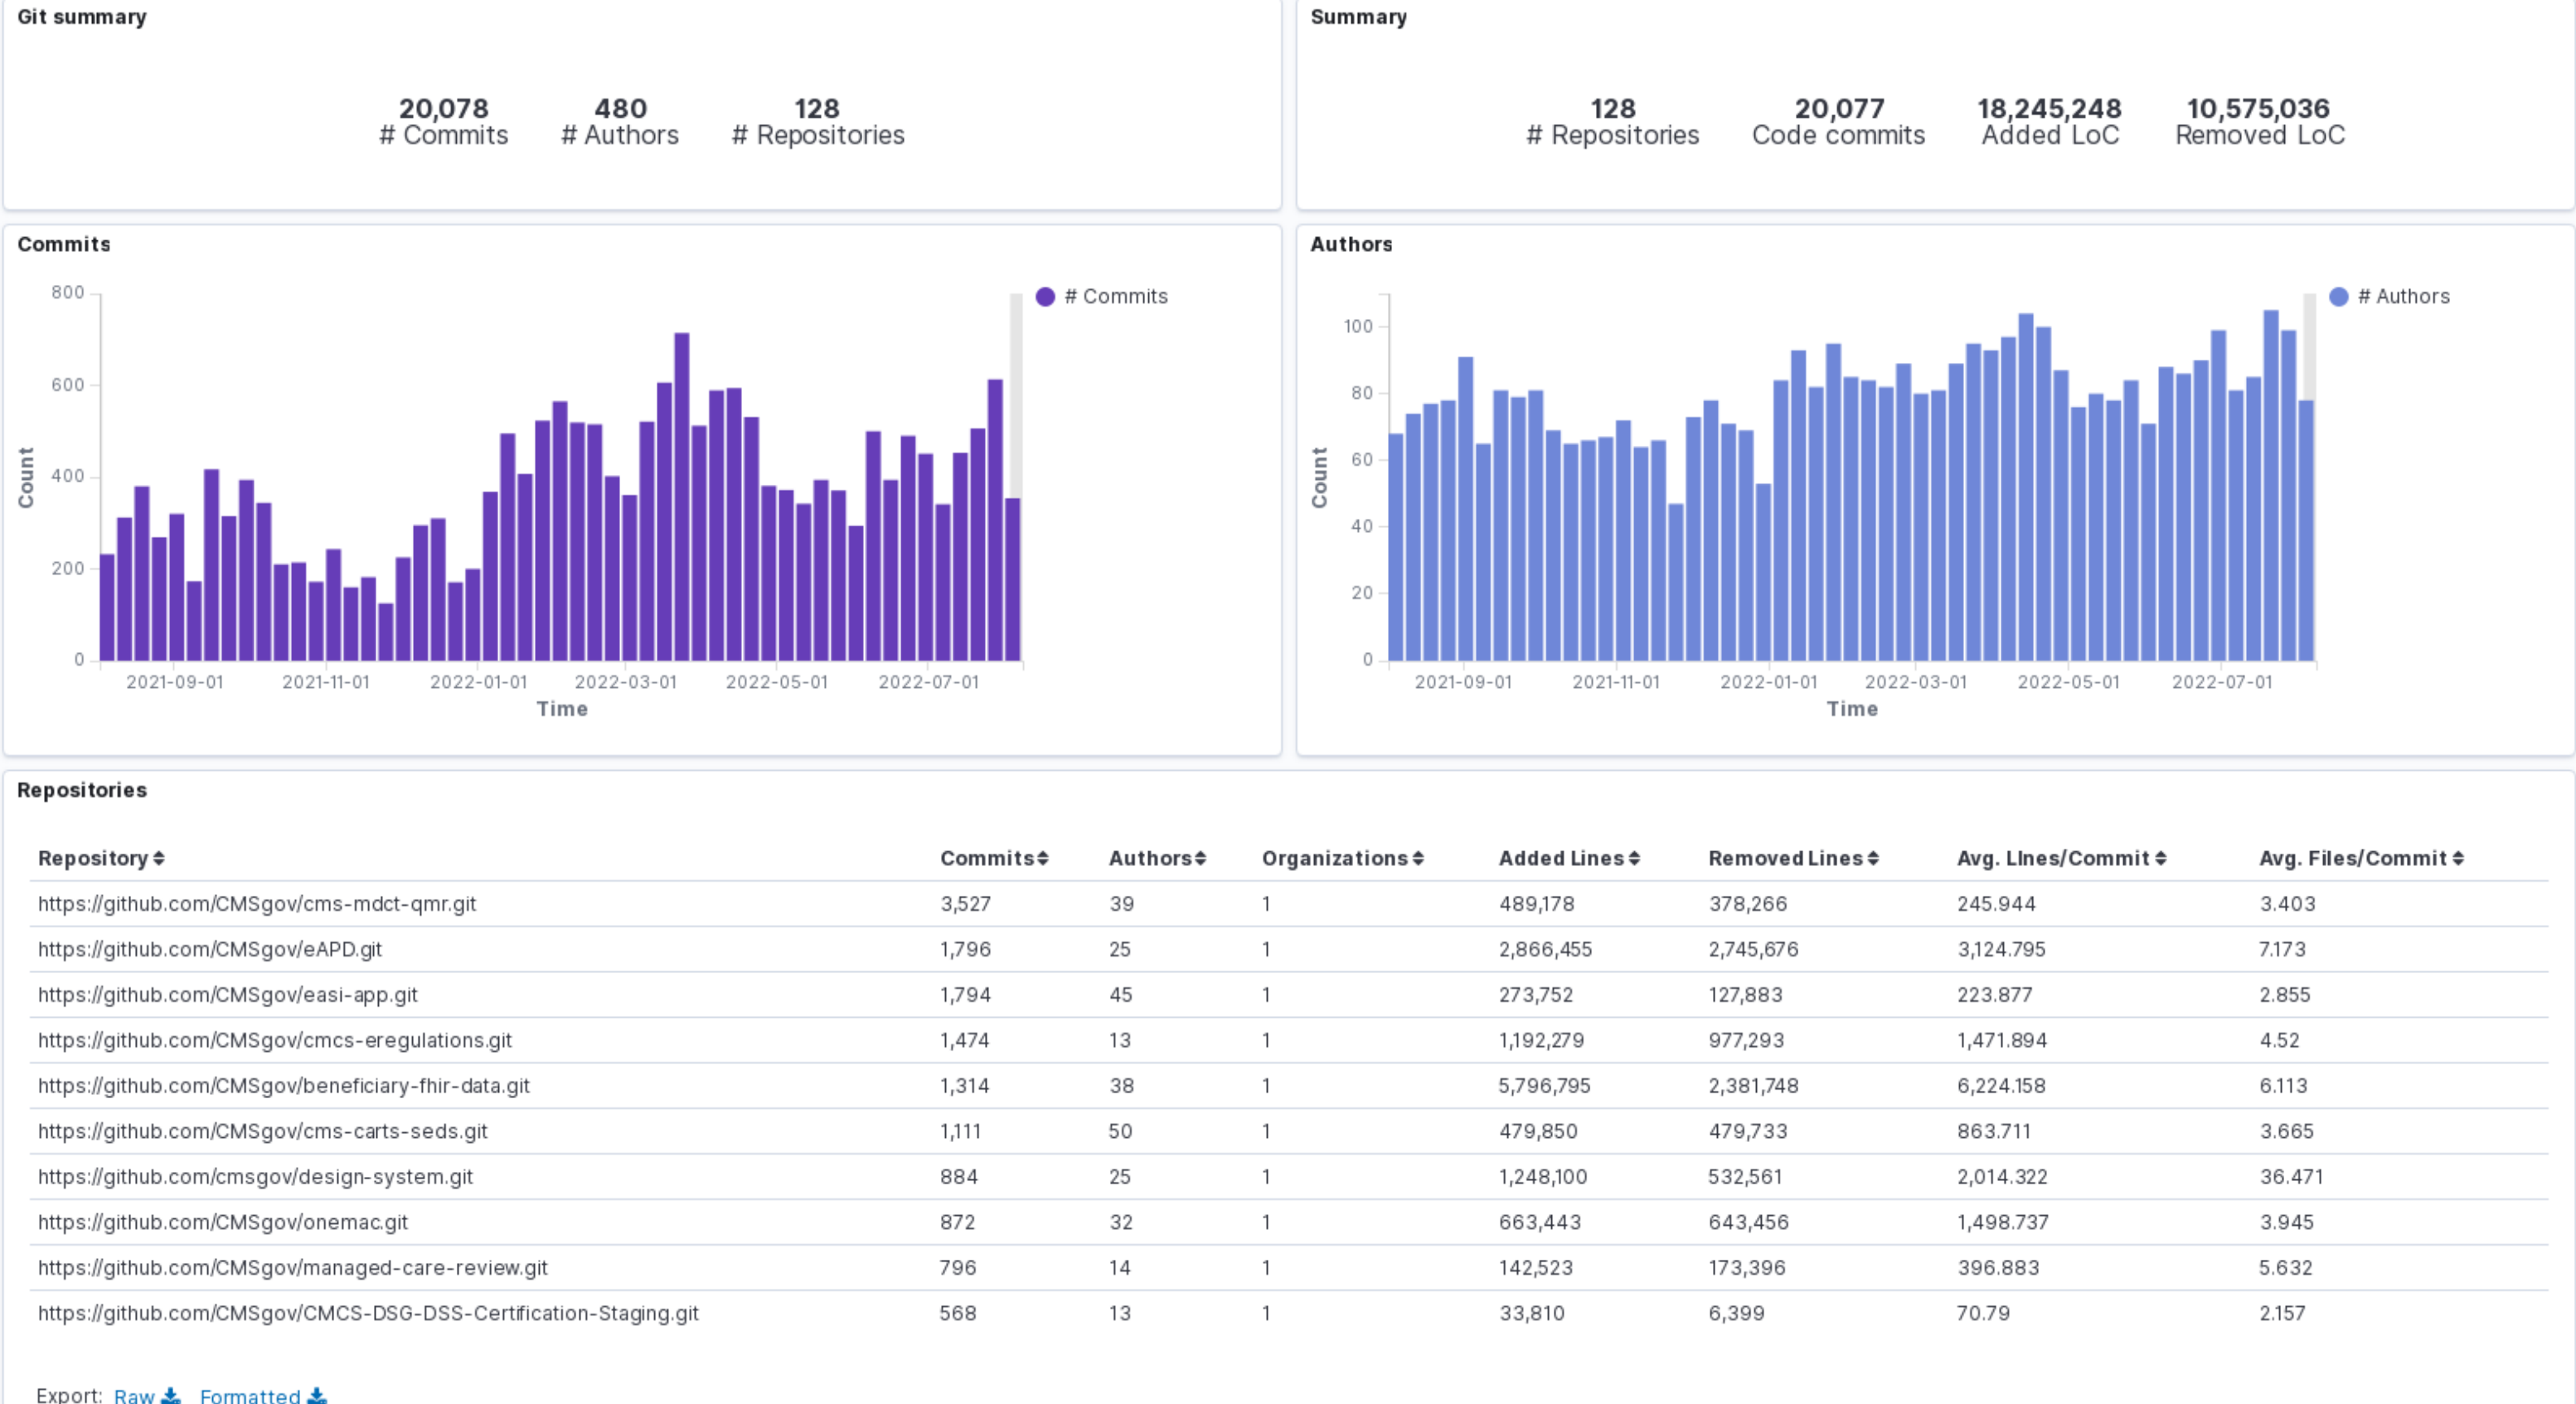 Git summary
20,078 480 128
# Commits # Authors # Repositories
Summary
128 20,077 18,245,248 10,575,036
# Repositories Code commits Added LoC Removed LoC
Commits
800
600
400
200
0
Count
2021-09-01 2021-11-01 2022-01-01 2022-03-01 2022-05-01 2022-07-01
Time
# Commits
Authors
100
80
60
40
20
0
Count
2021-09-01 2021-11-01 2022-01-01 2022-03-01 2022-05-01 2022-07-01
Time
# Authors
Repositories
Repository Commits Authors Organizations Added Lines Removed Lines Avg. LInes/Commit Avg. Files/Commit
https://github.com/CMSgov/cms-mdct-qmr.git 3,527 39 1 489,178 378,266 245.944 3.403
https://github.com/CMSgov/eAPD.git 1,796 25 1 2,866,455 2,745,676 3,124.795 7.173
https://github.com/CMSgov/easi-app.git 1,794 45 1 273,752 127,883 223.877 2.855
https://github.com/CMSgov/cmcs-eregulations.git 1,474 13 1 1,192,279 977,293 1,471.894 4.52
https://github.com/CMSgov/beneficiary-fhir-data.git 1,314 38 1 5,796,795 2,381,748 6,224.158 6.113
https://github.com/CMSgov/cms-carts-seds.git 1,111 50 1 479,850 479,733 863.711 3.665
https://github.com/cmsgov/design-system.git 884 25 1 1,248,100 532,561 2,014.322 36.471
https://github.com/CMSgov/onemac.git 872 32 1 663,443 643,456 1,498.737 3.945
https://github.com/CMSgov/managed-care-review.git 796 14 1 142,523 173,396 396.883 5.632
https://github.com/CMSgov/CMCS-DSG-DSS-Certification-Staging.git 568 13 1 33,810 6,399 70.79 2.157
Export: Raw Formatted